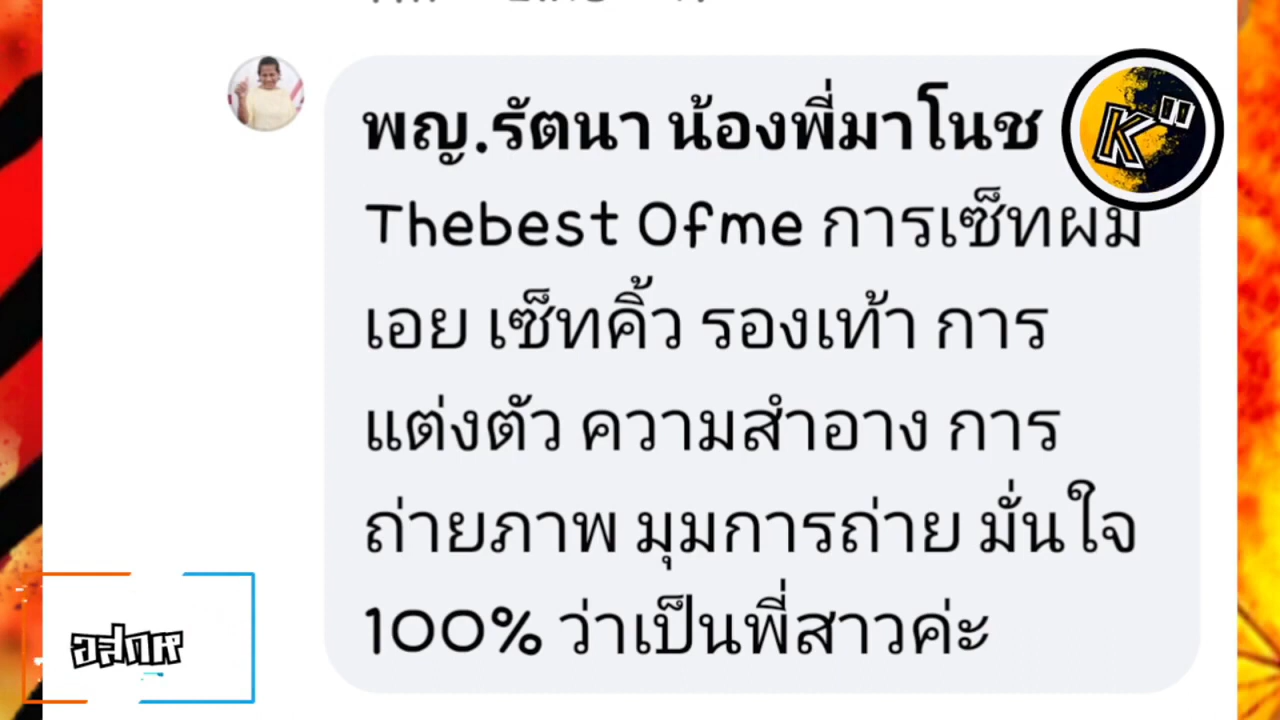 พญ.รัตนา น้องพี่มาโนช
Thebest Ofme การเซ็ทผม
เอย เซ็ทคิ้ว รองเท้า การ
แต่งตัว ความสำอาง การ
ถ่ายภาพ มุมการถ่าย มั่นใจ
100% ว่าเป็นพี่สาวค่ะ
K"
อสกห